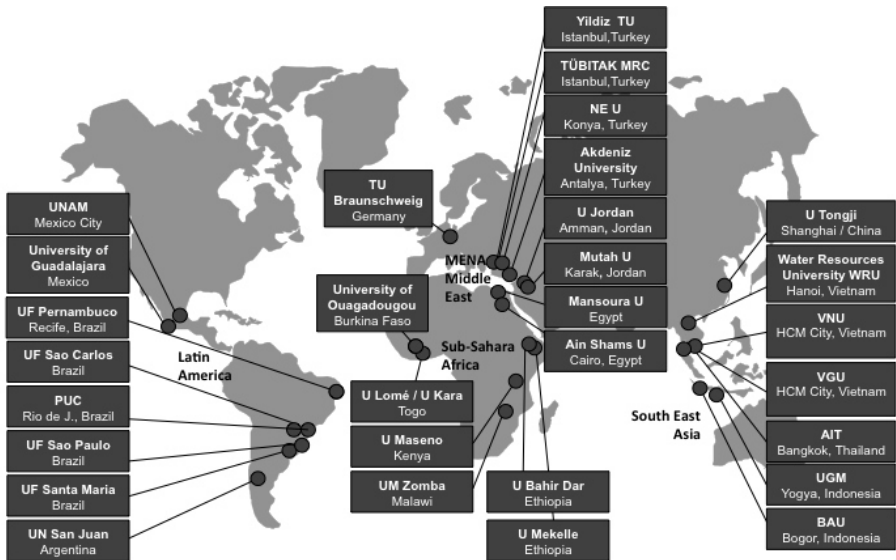 Yildiz TU
Istanbul,Turkey
TÜBITAK MRC
Istanbul,Turkey
NE U
Konya, Turkey
Akdeniz
University
Antalya, Turkey
U Jordan
Amman, Jordan
Mutah U
Karak, Jordan
Mansoura U
Egypt
Ain Shams U
Cairo, Egypt
TU
Braunschweig
Germany
MENA
Middle
East
UNAM
Mexico City
University of
Guadalajara
Mexico
UF Pernambuco
Recife, Brazil
UF Sao Carlos
Brazil
PUC
Rio de J., Brazil
UF Sao Paulo
Brazil
UF Santa Maria
Brazil
UN San Juan
Argentina
Latin
America
University of
Ouagadougou
Burkina Faso
Sub-Sahara
Africa
U Lomé / U Kara
Togo
U Maseno
Kenya
UM Zomba
Malawi
U Bahir Dar
Ethiopia
U Mekelle
Ethiopia
U Tongji
Shanghai / China
Water Resources
University WRU
Hanoi, Vietnam
VNU
HCM City, Vietnam
VGU
HCM City, Vietnam
AIT
Bangkok, Thailand
UGM
Yogya, Indonesia
BAU
Bogor, Indonesia
South East
Asia